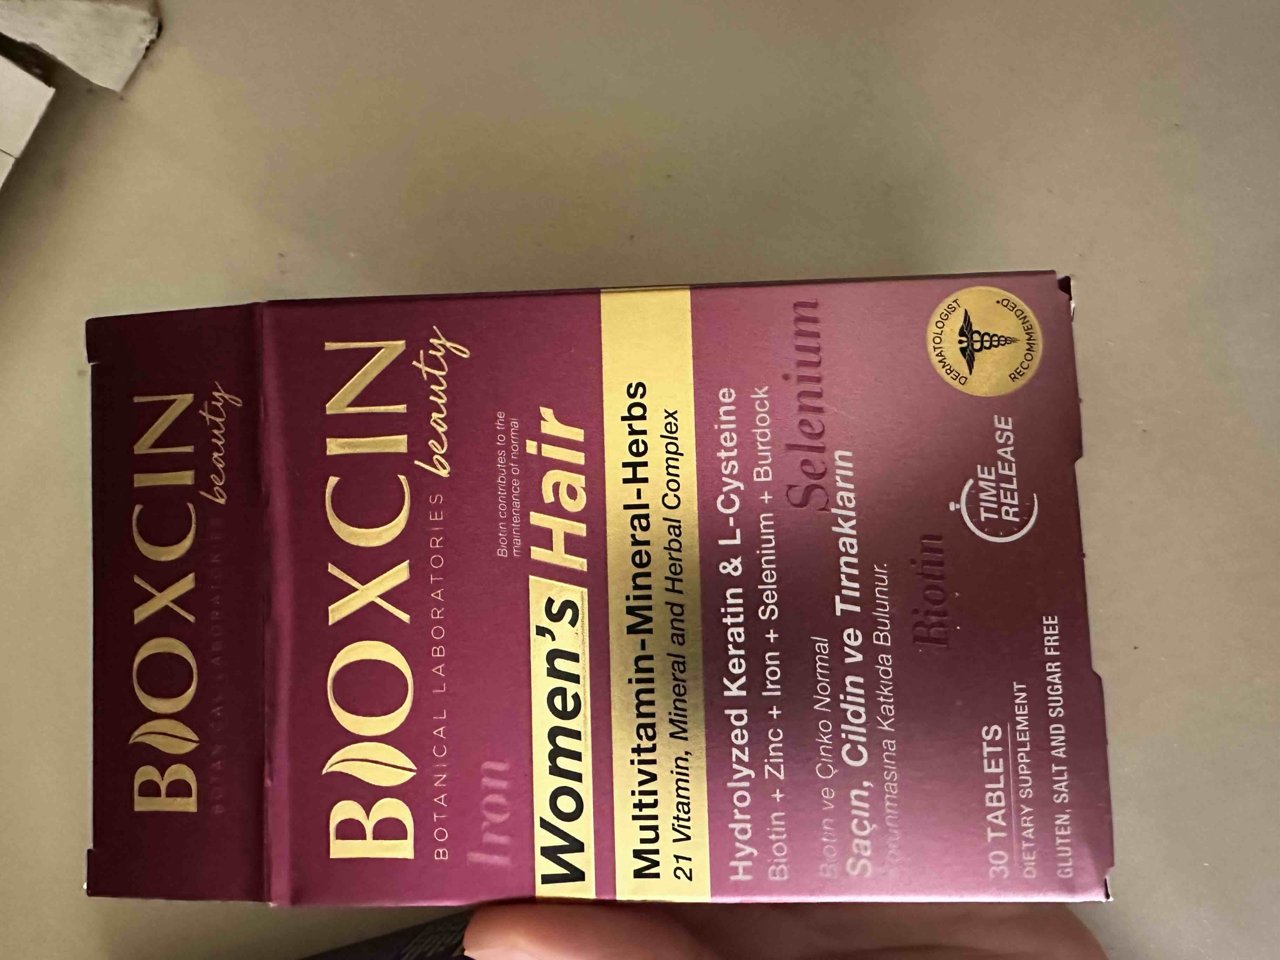 BIOXCIN
BOTANICAL LABORATORIES beauty
BIOXCIN
BOTANICAL LABORATORIES beauty
Biotin contributes to the
maintenance of normal
Iron
Women's Hair
Multivitamin-Mineral-Herbs
21 Vitamin, Mineral and Herbal Complex
Hydrolyzed Keratin & L-Cysteine
Biotin + Zinc + Iron + Selenium + Burdock
Selenium
Biotin ve Çinko Normal
Saçın, Cildin ve Tırnakların
Korunmasına Katkıda Bulunur.
Biotin
30 TABLETS
DIETARY SUPPLEMENT
GLUTEN, SALT AND SUGAR FREE
TIME
RELEASE
DERMATOLOGIST
RECOMMENDED